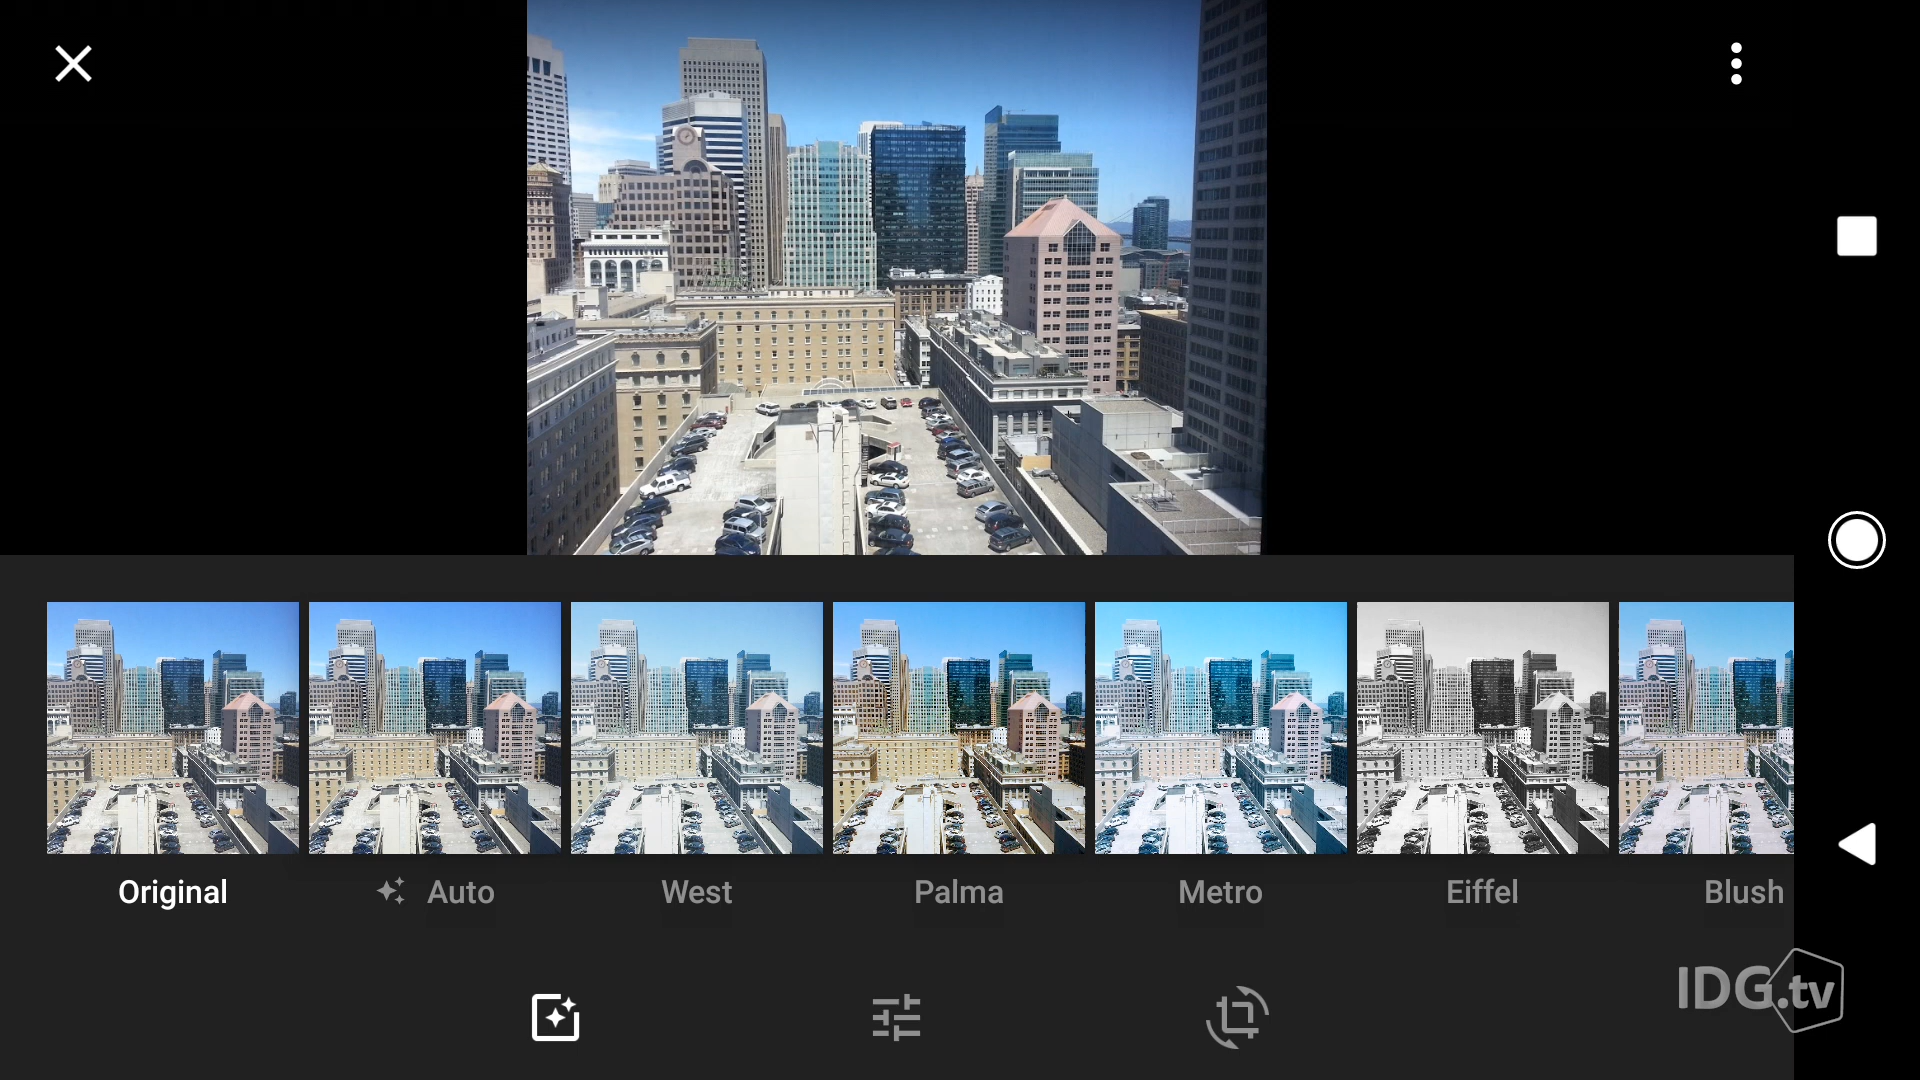 Original
Auto
West
Palma
Metro
Eiffel
Blush
IDG.tv